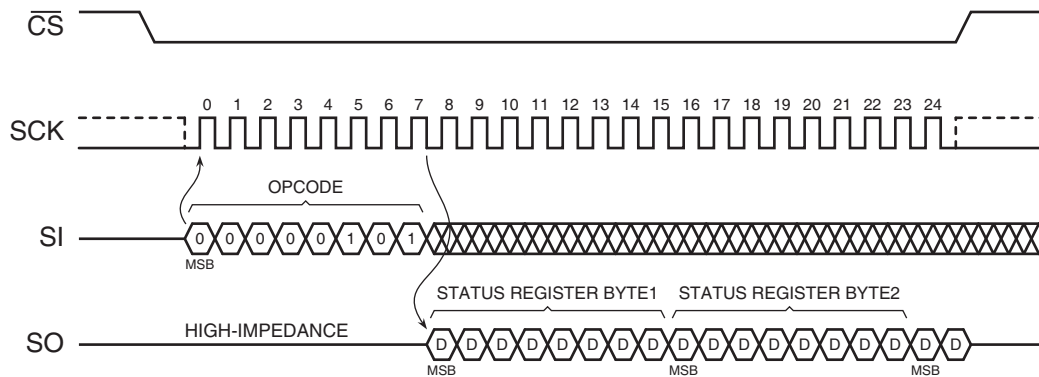 CS
0 1 2 3 4 5 6 7 8 9 10 11 12 13 14 15 16 17 18 19 20 21 22 23 24
SCK
OPCODE
SI 0 0 0 0 0 1 0 1
MSB
STATUS REGISTER BYTE1 STATUS REGISTER BYTE2
HIGH-IMPEDANCE
SO D D D D D D D D D D D D D D D D D D
MSB MSB MSB